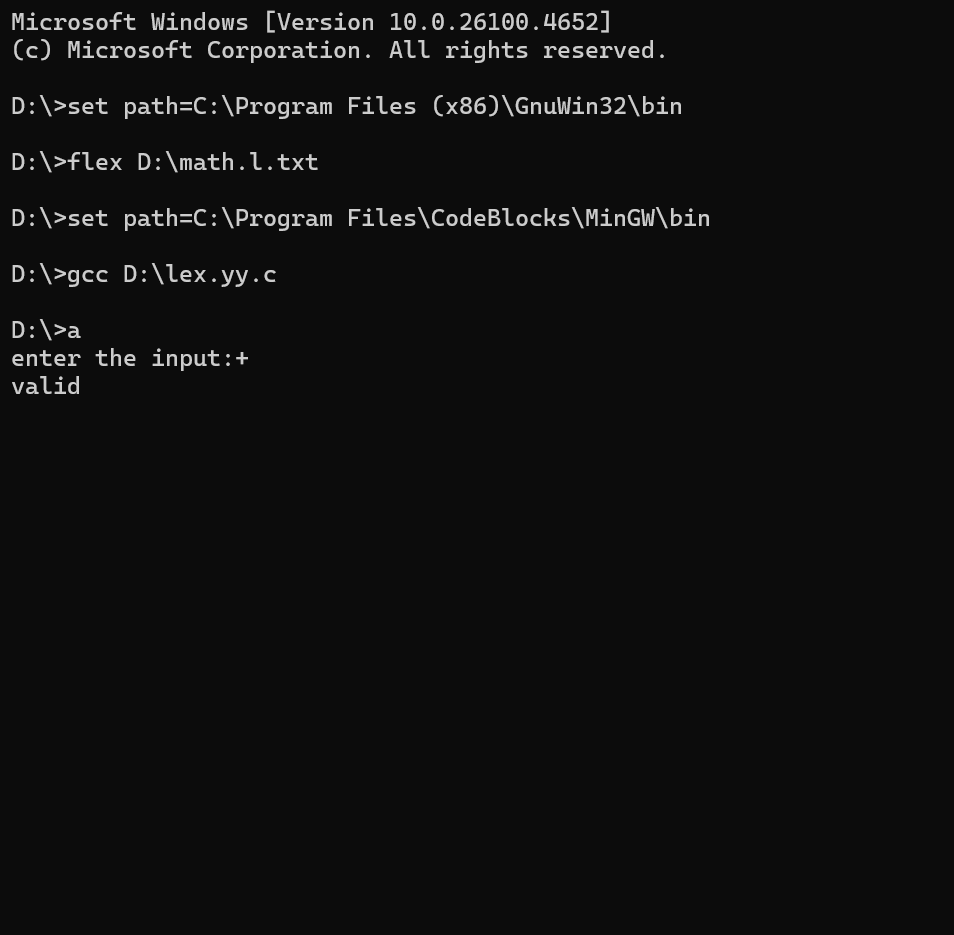 Microsoft Windows [Version 10.0.26100.4652]
(c) Microsoft Corporation. All rights reserved.
D:\>set path=C:\Program Files (x86)\GnuWin32\bin
D:\>flex D:\math.l.txt
D:\>set path=C:\Program Files\CodeBlocks\MinGW\bin
D:\>gcc D:\lex.yy.c
D:\>a
enter the input:+
valid